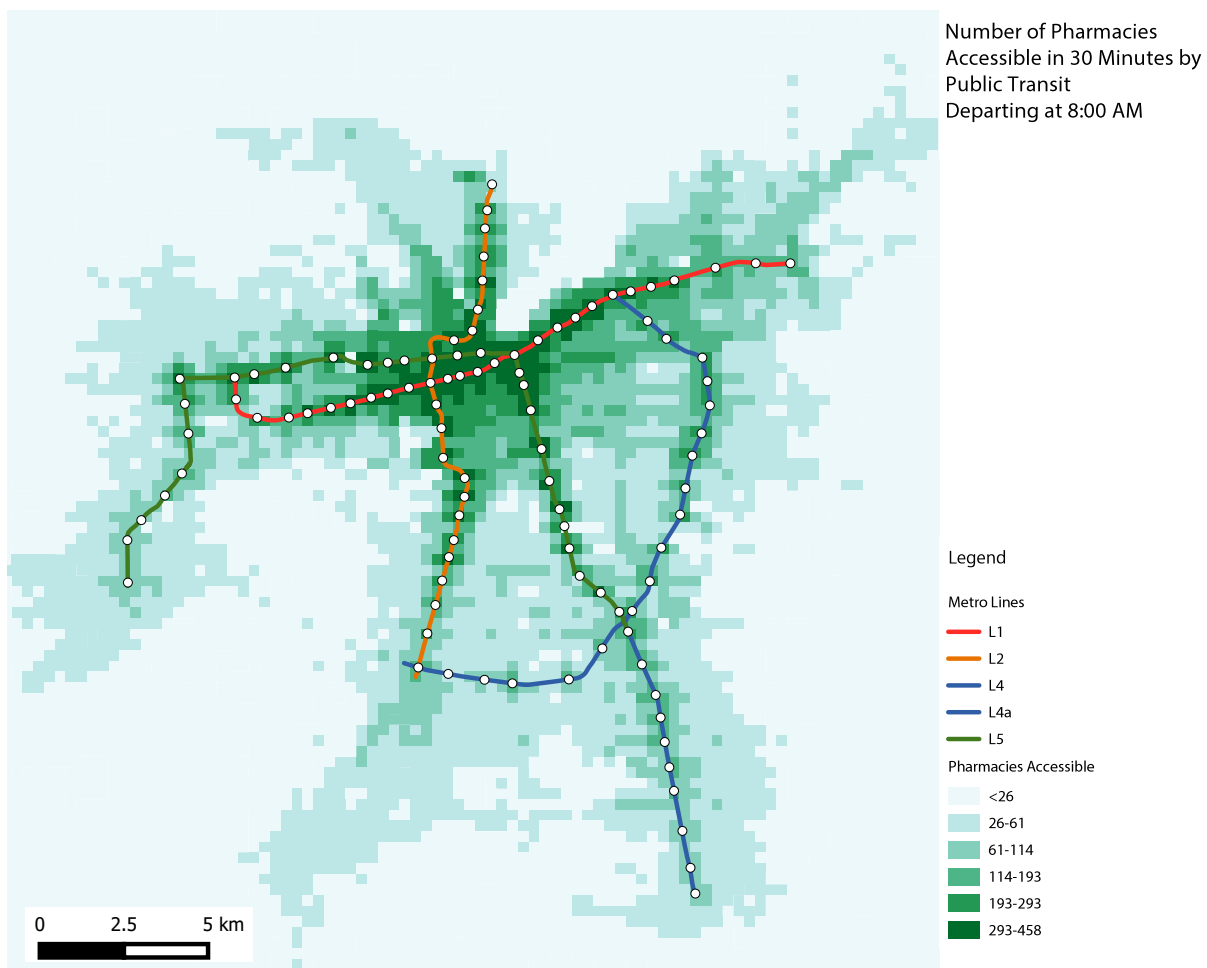 Number of Pharmacies
Accessible in 30 Minutes by
Public Transit
Departing at 8:00 AM
Legend
Metro Lines
L1
L2
L4
L4a
L5
Pharmacies Accessible
<26
26-61
61-114
114-193
193-293
293-458
0 2.5 5 km